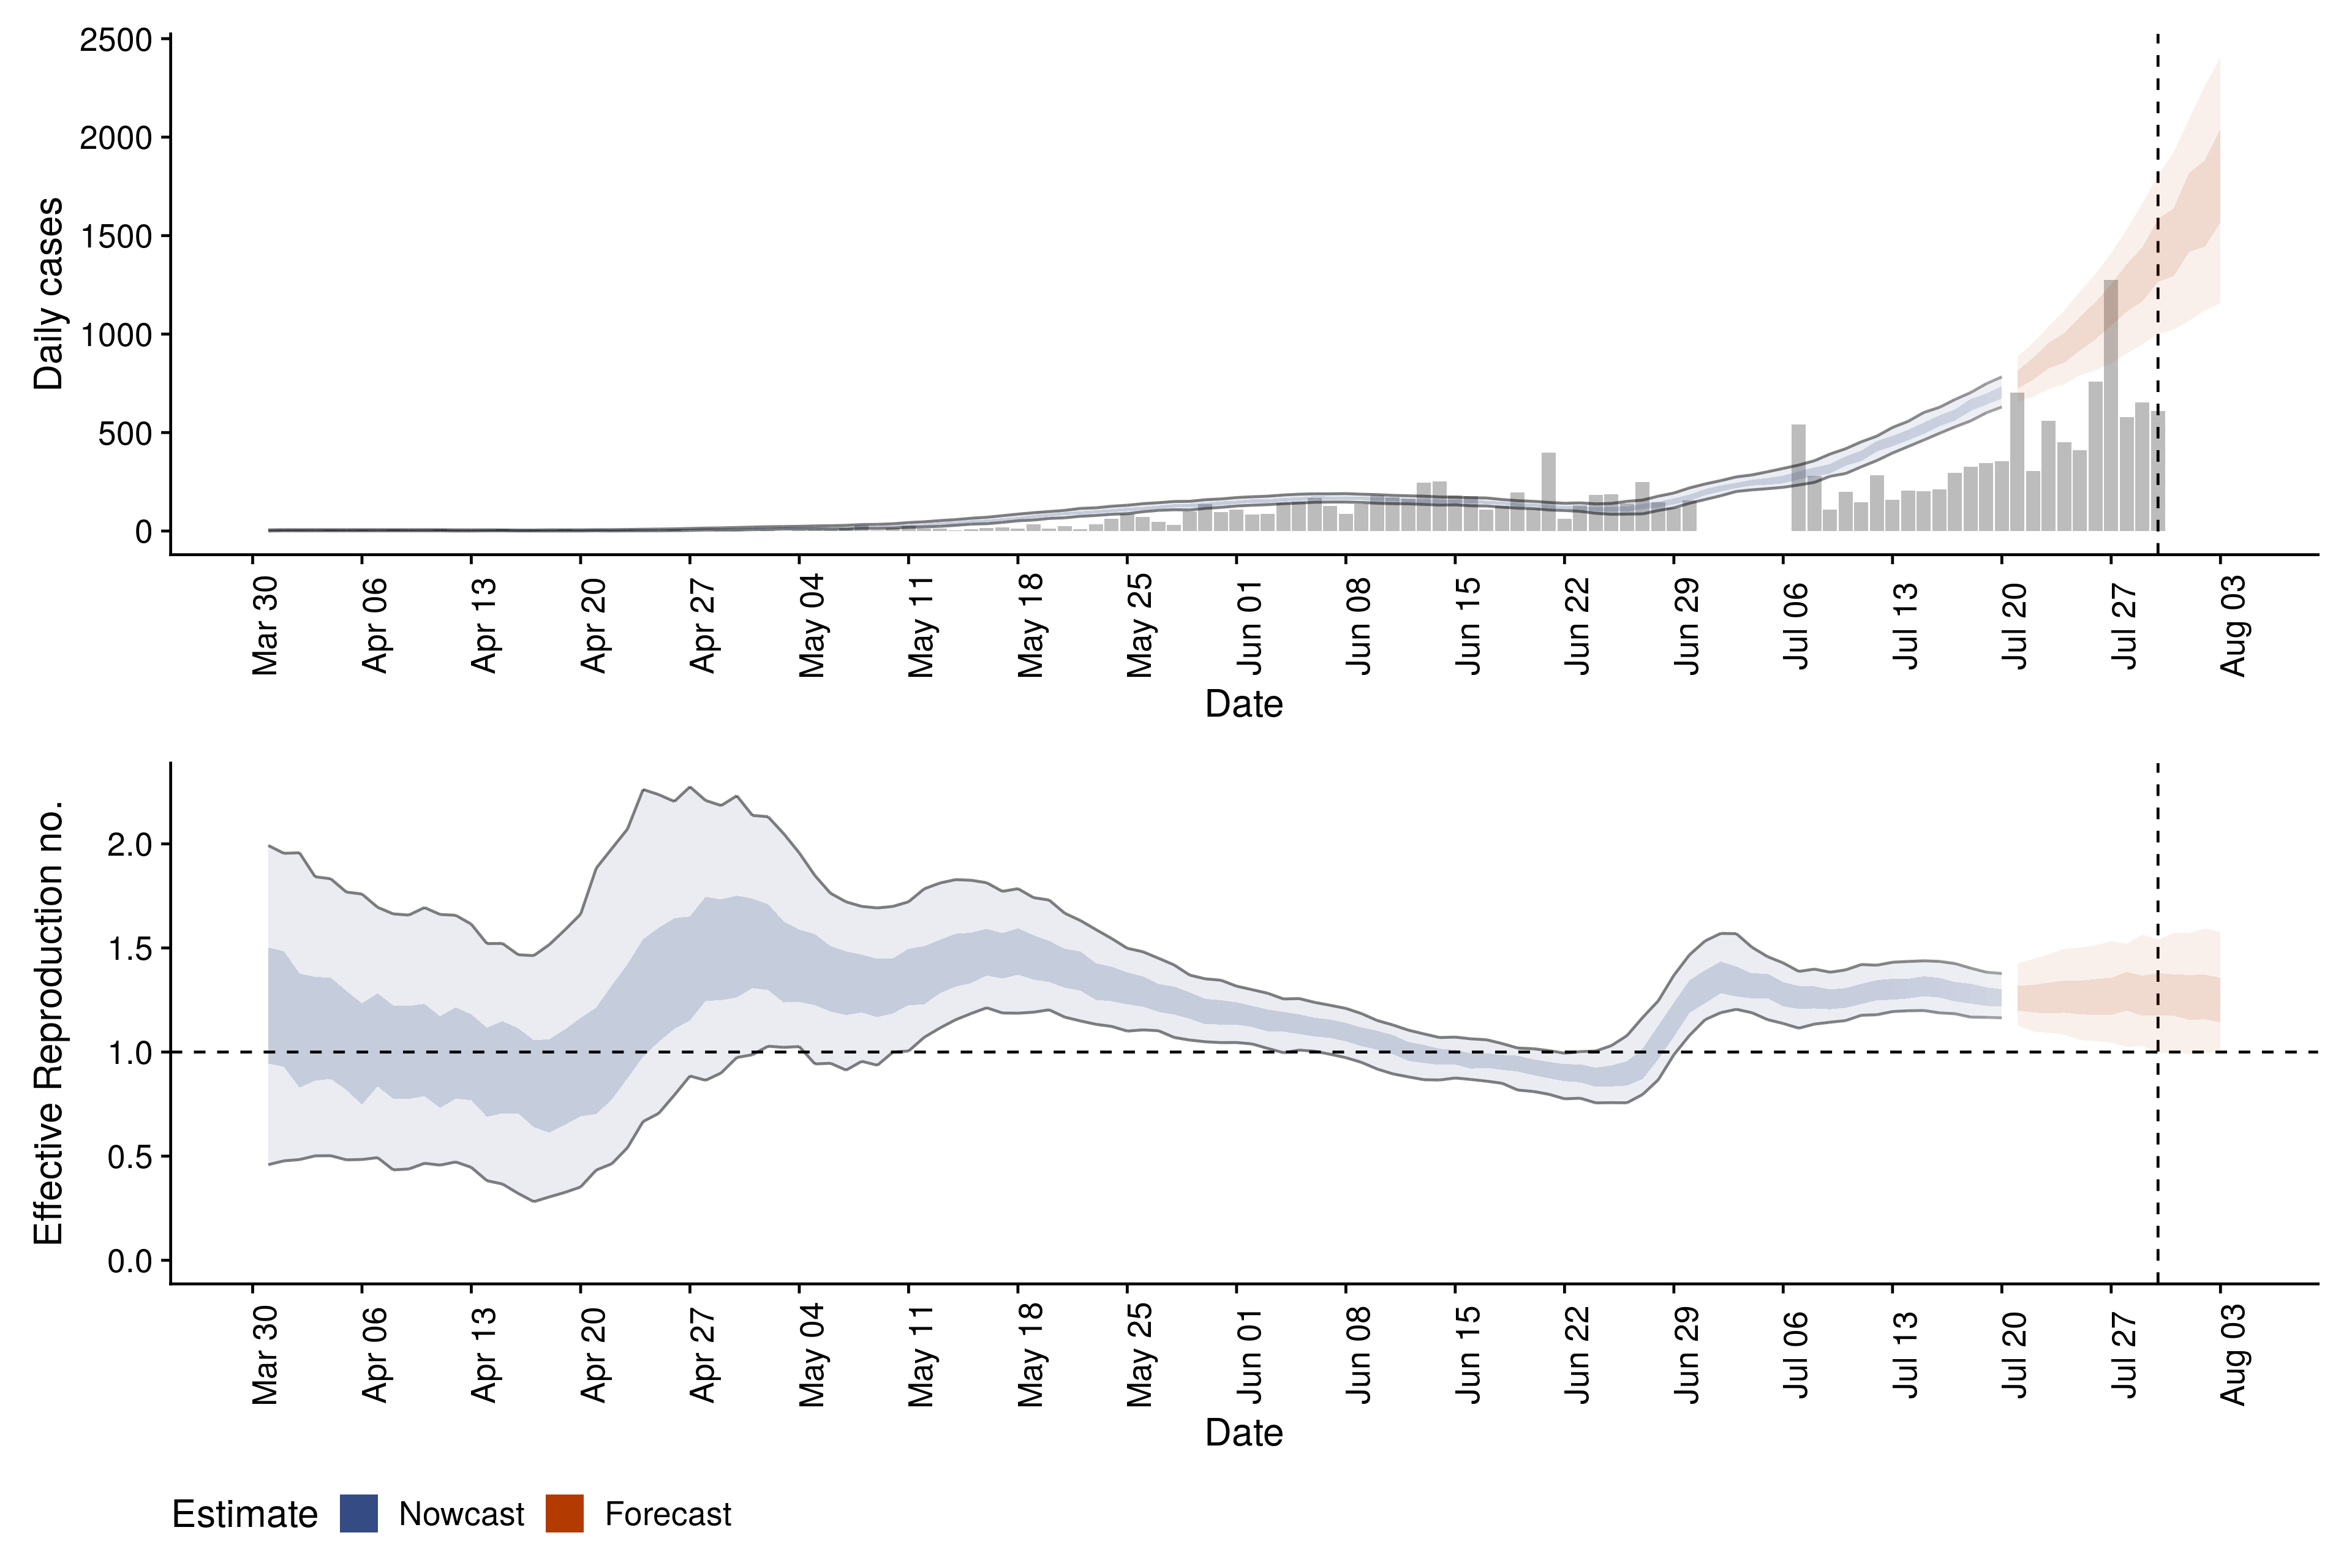 Daily cases
2500
2000
1500
1000
500
0
Mar 30
Apr 06
Apr 13
Apr 20
Apr 27
May 04
May 11
May 18
May 25
Jun 01
Jun 08
Jun 15
Jun 22
Jun 29
Jul 06
Jul 13
Jul 20
Jul 27
Aug 03
Date
Effective Reproduction no.
2.0
1.5
1.0
0.5
0.0
Mar 30
Apr 06
Apr 13
Apr 20
Apr 27
May 04
May 11
May 18
May 25
Jun 01
Jun 08
Jun 15
Jun 22
Jun 29
Jul 06
Jul 13
Jul 20
Jul 27
Aug 03
Date
Estimate Nowcast Forecast